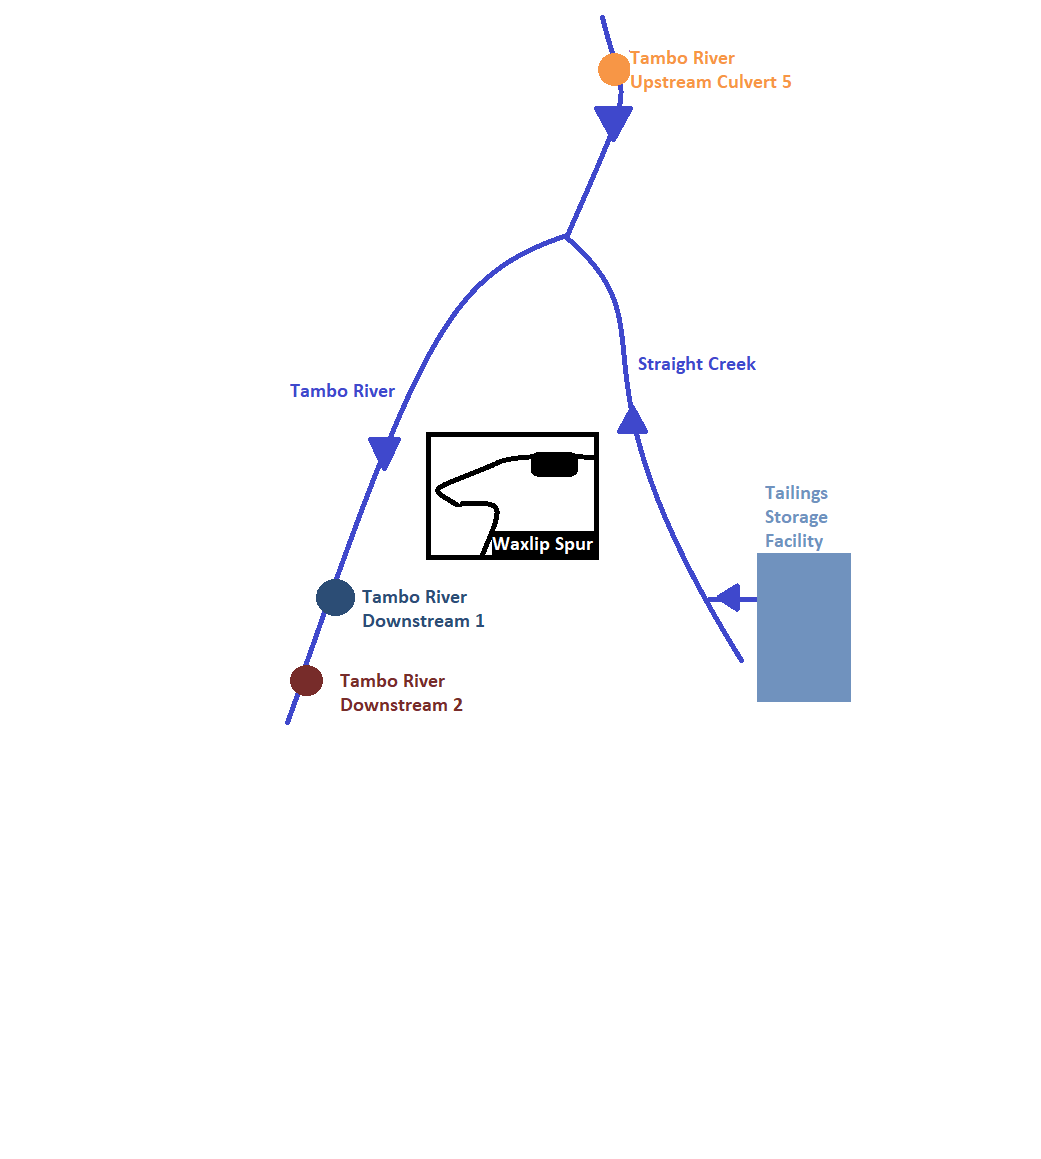 Tambo River
Upstream Culvert 5
Straight Creek
Tambo River
Tailings
Storage
Facility
Waxlip Spur
Tambo River
Downstream 1
Tambo River
Downstream 2